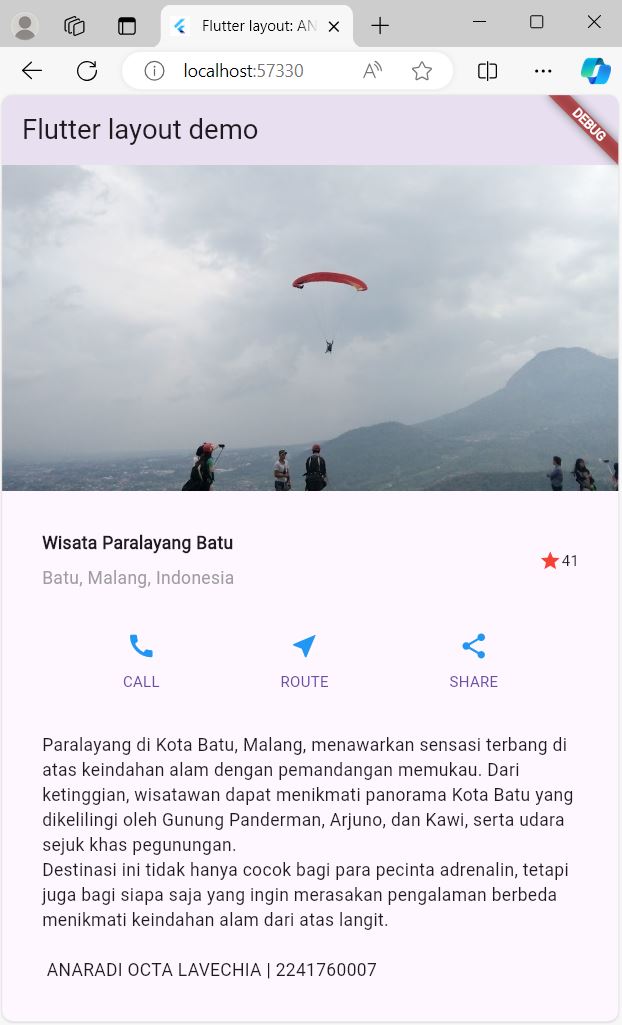 Flutter layout: AN
localhost:57330
Flutter layout demo
DEBUG
Wisata Paralayang Batu
Batu, Malang, Indonesia
41
CALL
ROUTE
SHARE
Paralayang di Kota Batu, Malang, menawarkan sensasi terbang di
atas keindahan alam dengan pemandangan memukau. Dari
ketinggian, wisatawan dapat menikmati panorama Kota Batu yang
dikelilingi oleh Gunung Panderman, Arjuno, dan Kawi, serta udara
sejuk khas pegunungan.
Destinasi ini tidak hanya cocok bagi para pecinta adrenalin, tetapi
juga bagi siapa saja yang ingin merasakan pengalaman berbeda
menikmati keindahan alam dari atas langit.
ANARADI OCTA LAVECHIA | 2241760007